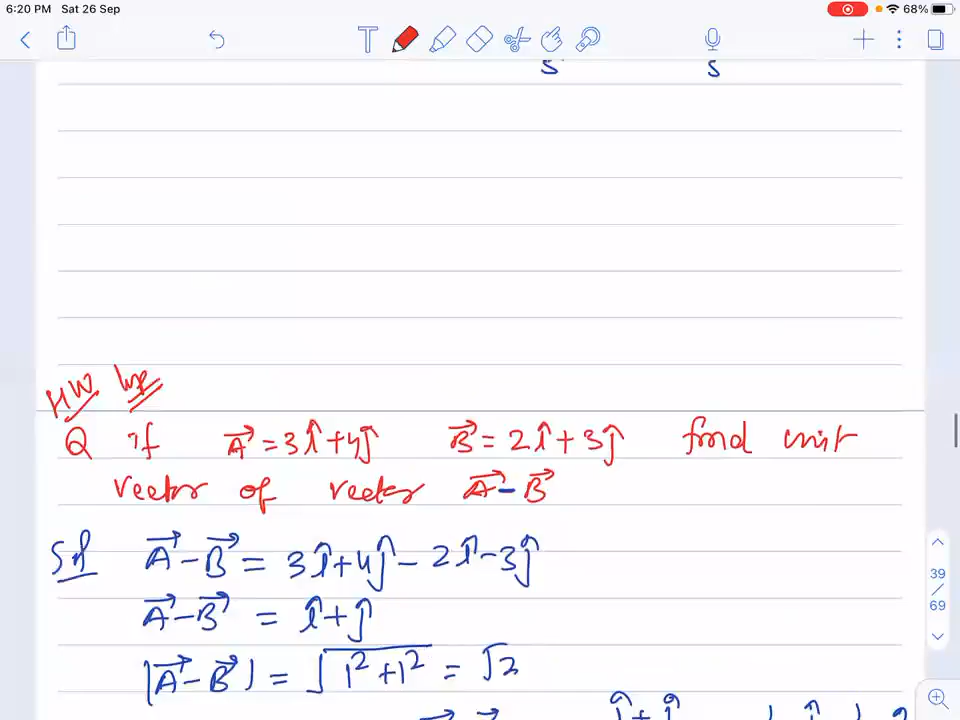 6:20 PM Sat 26 Sep 68%
S S
HW Imp
Q if A⃗ = 3î+4ĵ B⃗ = 2î+3ĵ find unit
vector of vector A⃗-B⃗
Sol A⃗-B⃗ = 3î+4ĵ-2î-3ĵ
A⃗-B⃗ = î+ĵ
|A⃗-B⃗| = √1²+1² = √2
39
/
69